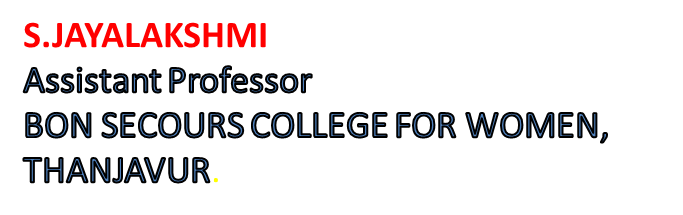 S.JAYALAKSHMI
Assistant Professor
BON SECOURS COLLEGE FOR WOMEN,
THANJAVUR.